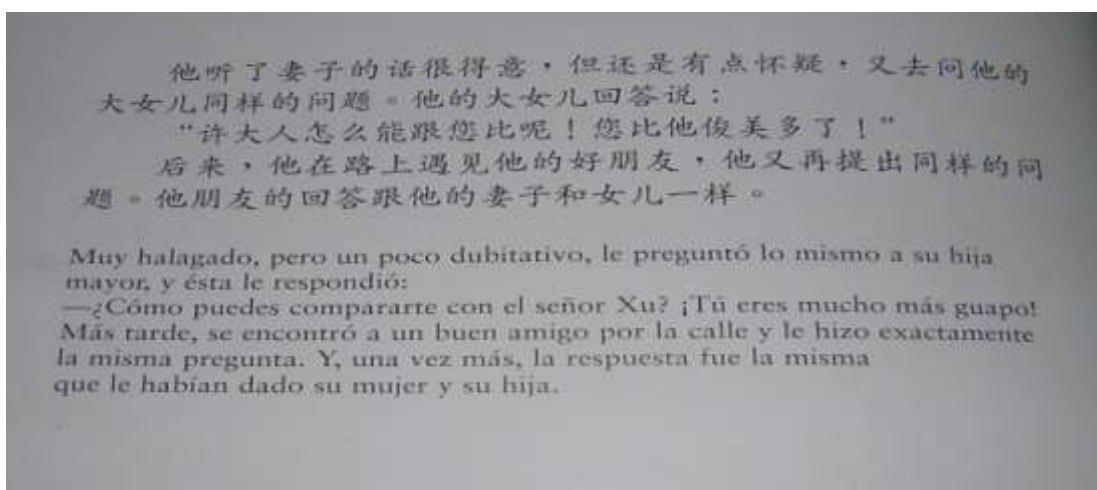 他听了妻子的话很得意，但还是有点怀疑，又去问他的
大女儿同样的问题。他的大女儿回答说：
“许大人怎么能跟您比呢！您比他俊美多了！”
后来，他在路上遇见他的好朋友，他又再提出同样的问
题。他朋友的回答跟他的妻子和女儿一样。
Muy halagado, pero un poco dubitativo, le preguntó lo mismo a su hija
mayor, y ésta le respondió:
—¿Cómo puedes compararte con el señor Xu? ¡Tú eres mucho más guapo!
Más tarde, se encontró a un buen amigo por la calle y le hizo exactamente
la misma pregunta. Y, una vez más, la respuesta fue la misma
que le habían dado su mujer y su hija.